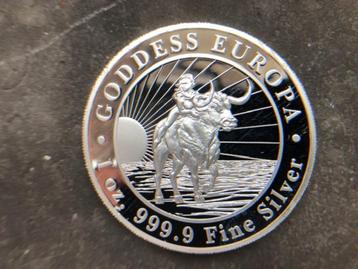 · GODDESS EUROPA ·
1 oz, 999.9 Fine Silver